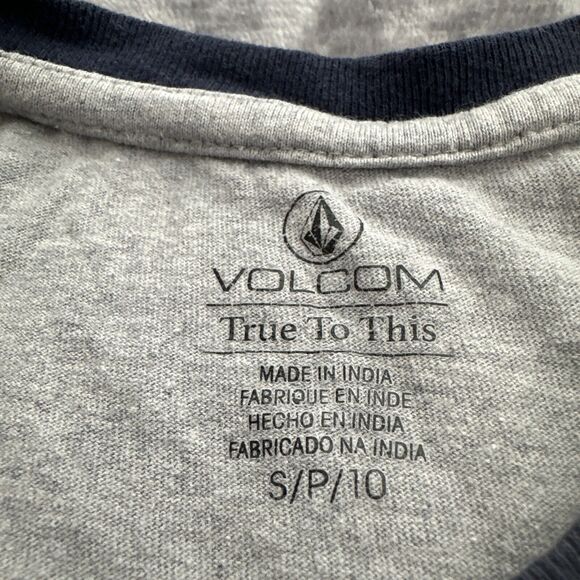 VOLCOM
True To This
MADE IN INDIA
FABRIQUE EN INDE
HECHO EN INDIA
FABRICADO NA INDIA
S/P/10